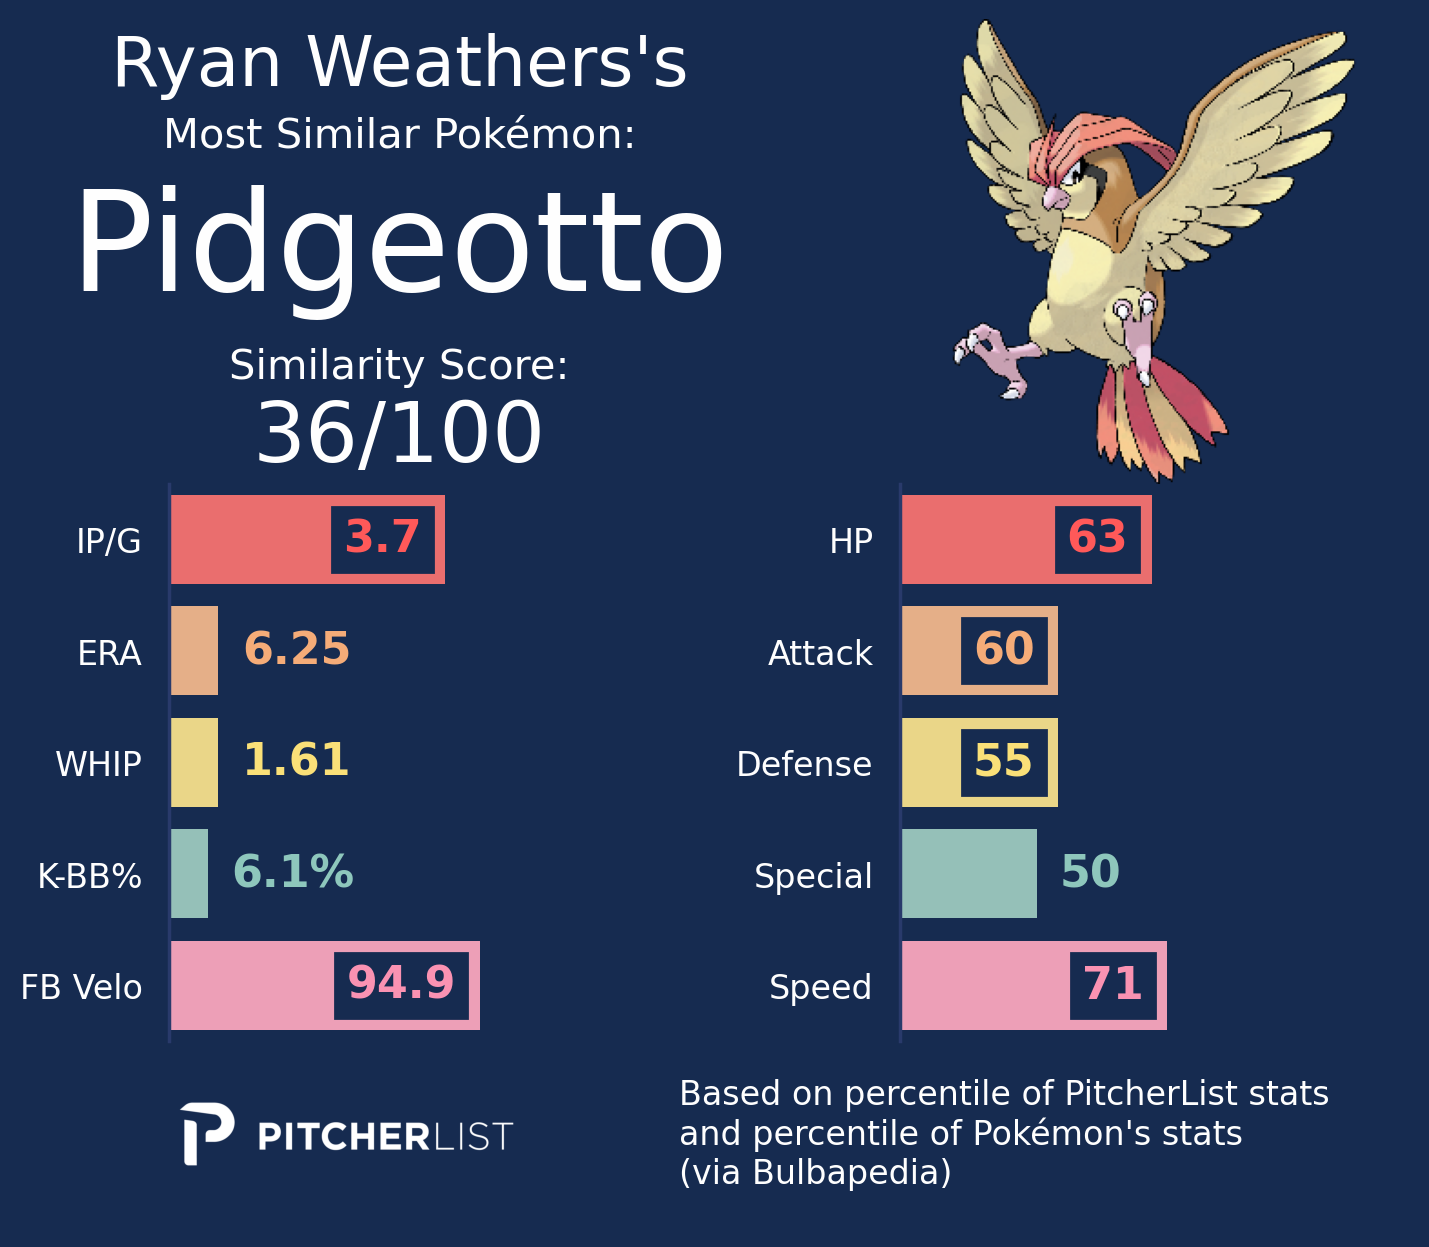 Ryan Weathers's
Most Similar Pokémon:
Pidgeotto
Similarity Score:
36/100
IP/G 3.7
ERA 6.25
WHIP 1.61
K-BB% 6.1%
FB Velo 94.9
HP 63
Attack 60
Defense 55
Special 50
Speed 71
PITCHERLIST
Based on percentile of PitcherList stats
and percentile of Pokémon's stats
(via Bulbapedia)